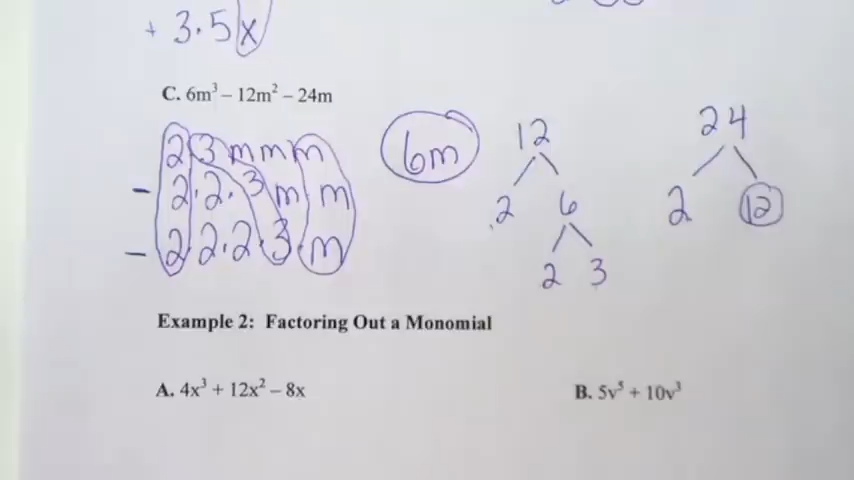 + 3·5 x
C. 6m³ – 12m² – 24m
2 3 m m m
- 2·2·3 m m
- 2 2·2·3·m
6m
12
2 6
2 3
24
2 12
Example 2: Factoring Out a Monomial
A. 4x³ + 12x² – 8x
B. 5v⁵ + 10v³